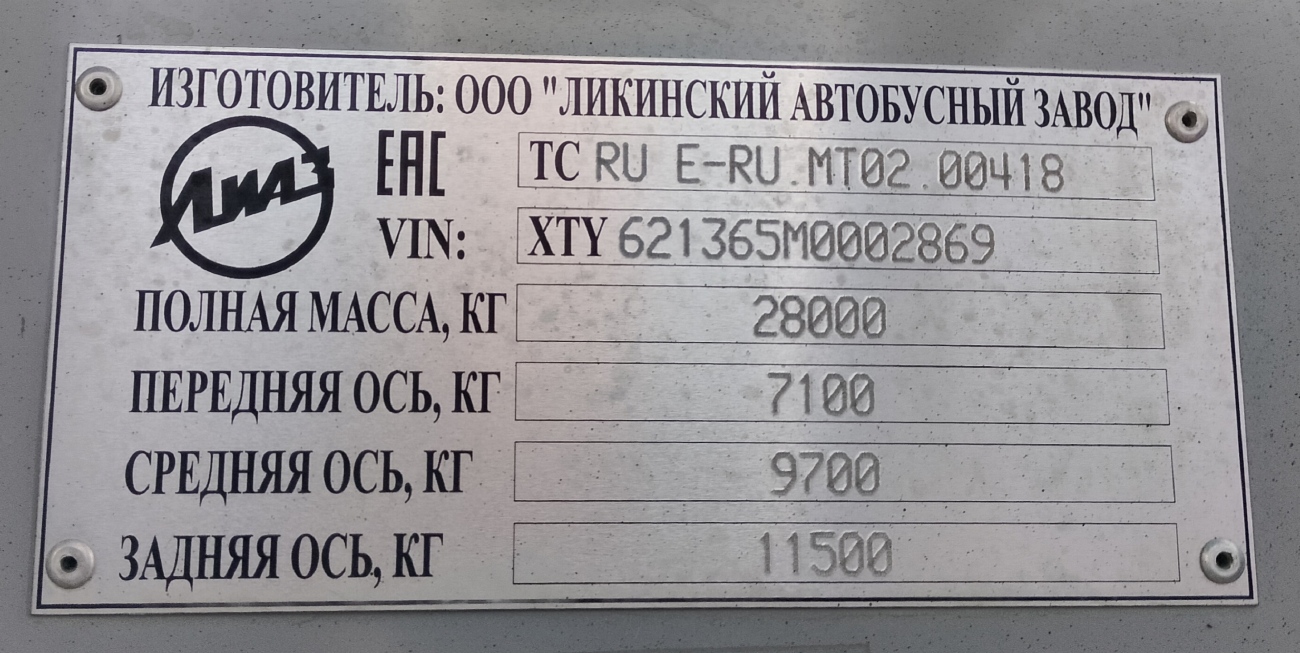 ИЗГОТОВИТЕЛЬ: ООО "ЛИКИНСКИЙ АВТОБУСНЫЙ ЗАВОД"
ЛиАЗ EAC ТС RU E-RU.MT02.00418
VIN: XTY 621365M0002869
ПОЛНАЯ МАССА, КГ 28000
ПЕРЕДНЯЯ ОСЬ, КГ 7100
СРЕДНЯЯ ОСЬ, КГ 9700
ЗАДНЯЯ ОСЬ, КГ 11500